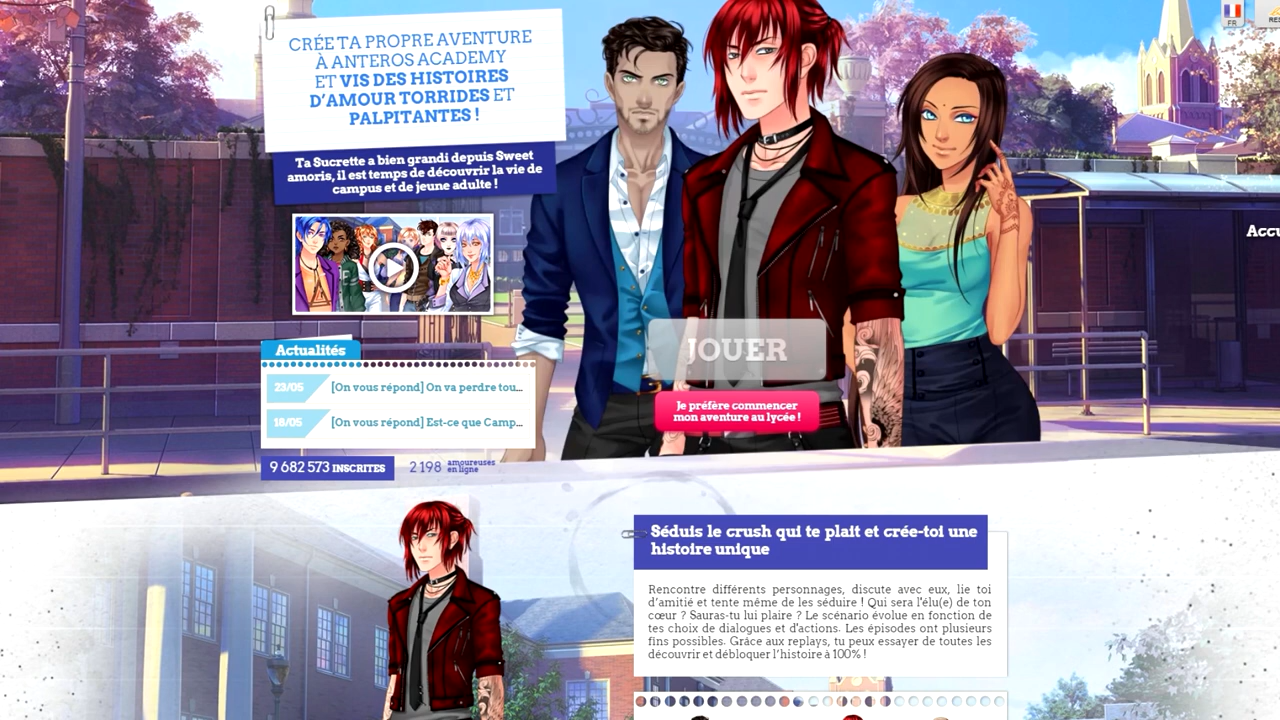 CRÉE TA PROPRE AVENTURE
À ANTEROS ACADEMY
ET VIS DES HISTOIRES
D'AMOUR TORRIDES ET
PALPITANTES !
Ta Sucrette a bien grandi depuis Sweet
amoris, il est temps de découvrir la vie de
campus et de jeune adulte !
FR
Actualités
23/05 [On vous répond] On va perdre tou...
18/05 [On vous répond] Est-ce que Camp...
9 682 573 INSCRITES
2 198 amoureuses
en ligne
JOUER
Je préfère commencer
mon aventure au lycée !
Séduis le crush qui te plait et crée-toi une
histoire unique
Rencontre différents personnages, discute avec eux, lie toi
d'amitié et tente même de les séduire ! Qui sera l'élu(e) de ton
cœur ? Sauras-tu lui plaire ? Le scénario évolue en fonction de
tes choix de dialogues et d'actions. Les épisodes ont plusieurs
fins possibles. Grâce aux replays, tu peux essayer de toutes les
découvrir et débloquer l'histoire à 100% !